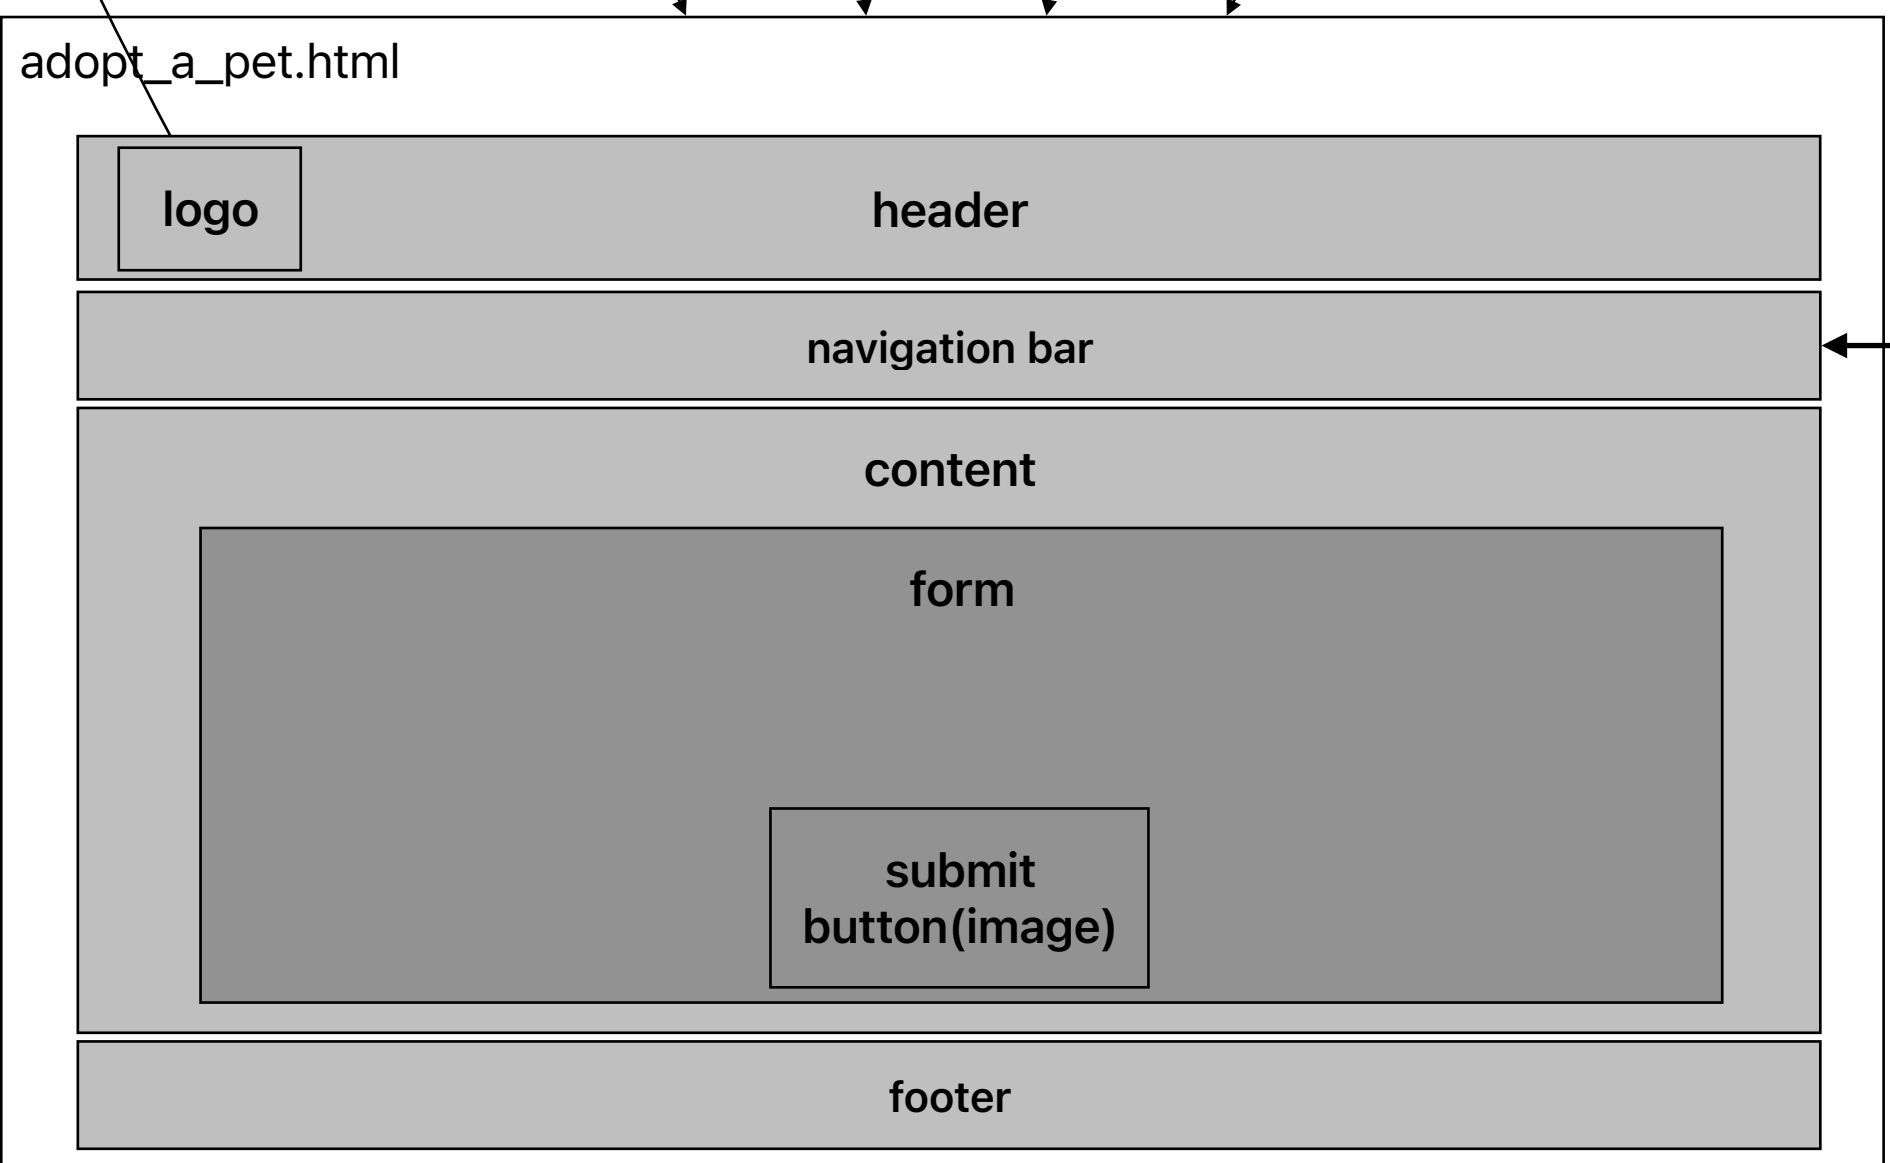 adopt_a_pet.html
logo
header
navigation bar
content
form
submit
button(image)
footer